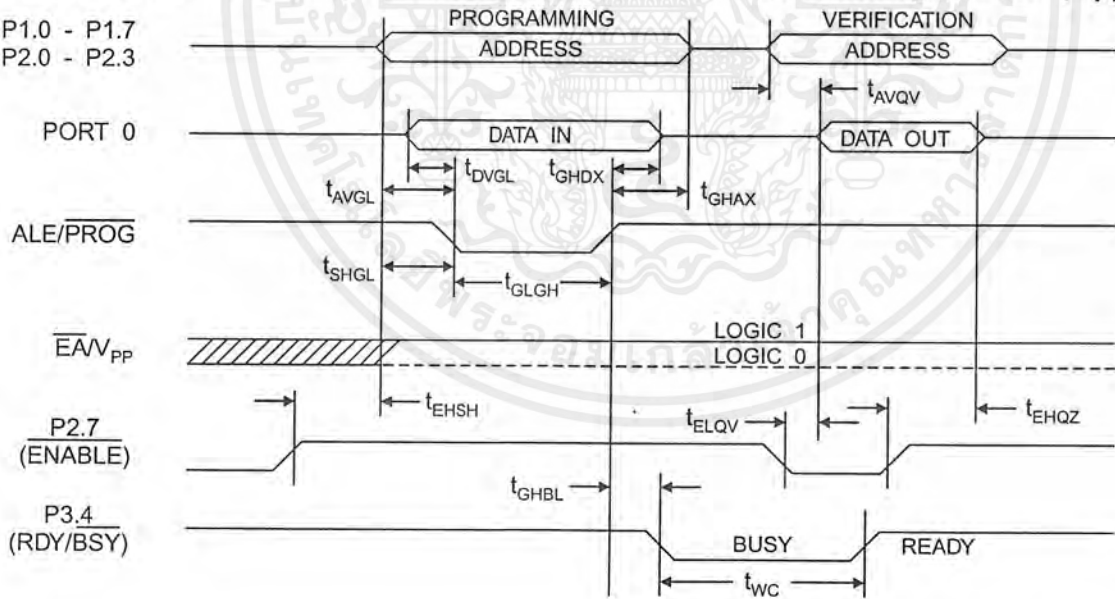 PROGRAMMING
VERIFICATION
P1.0 - P1.7
P2.0 - P2.3
ADDRESS
ADDRESS
tAVQV
PORT 0
DATA IN
DATA OUT
tDVGL
tGHDX
tAVGL
tGHAX
ALE/PROG
tSHGL
tGLGH
EA/VPP
LOGIC 1
LOGIC 0
tEHSH
tELQV
tEHQZ
P2.7
(ENABLE)
tGHBL
P3.4
(RDY/BSY)
BUSY
READY
tWC